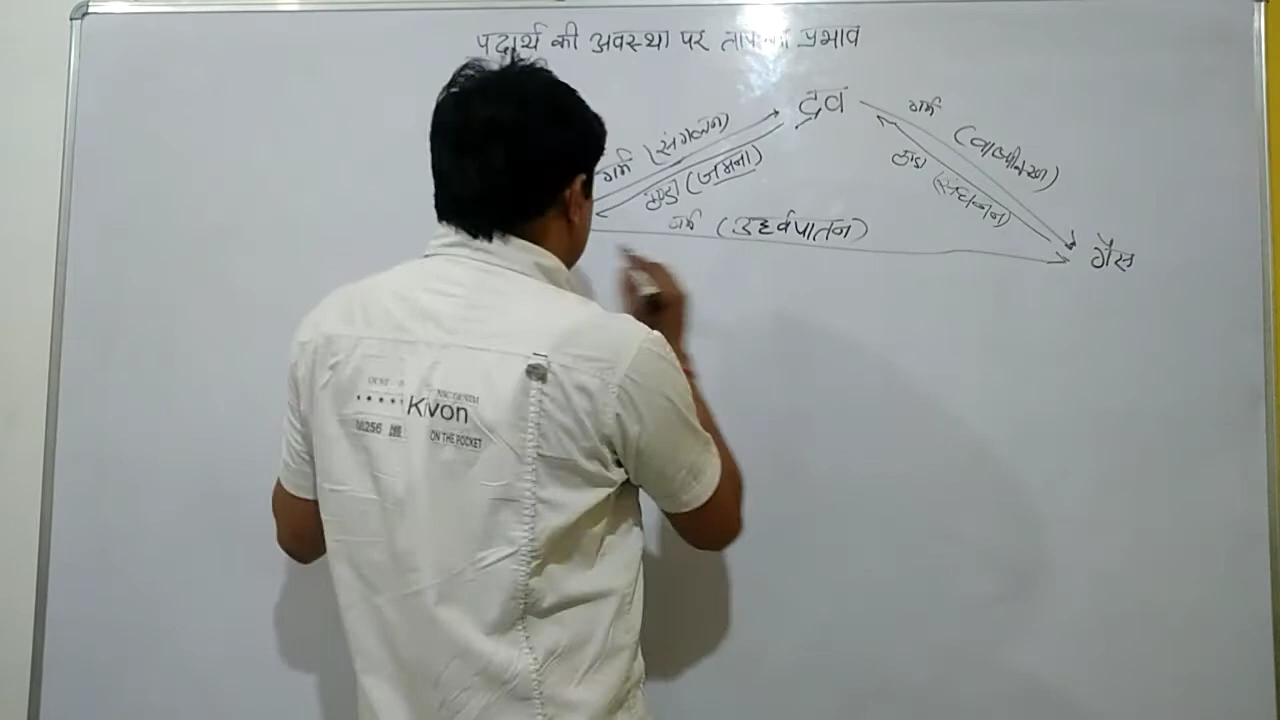 पदार्थ की अवस्था पर ताप का प्रभाव
द्रव
गर्म (संगलन)
ठण्डा (जमना)
गर्म (वाष्पीकरण)
ठण्डा (संघनन)
गर्म (उर्ध्वपातन)
गैस
Kivon
ON THE POCKET